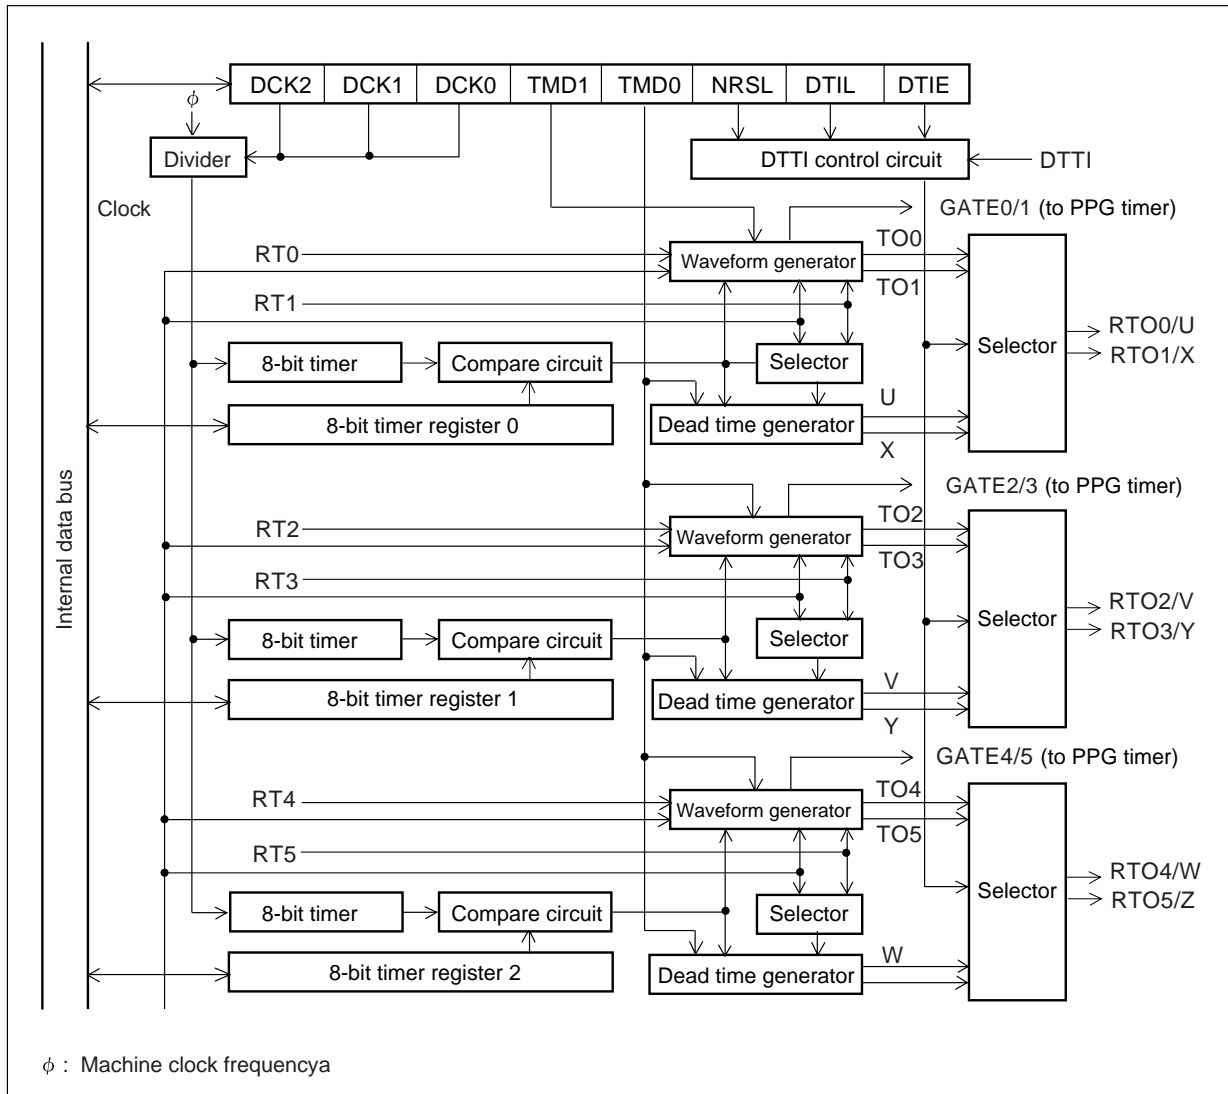 DCK2 DCK1 DCK0 TMD1 TMD0 NRSL DTIL DTIE
ϕ
Divider
DTTI control circuit
DTTI
Clock
GATE0/1 (to PPG timer)
RT0
Waveform generator
TO0
TO1
RT1
RTO0/U
RTO1/X
Selector
8-bit timer
Compare circuit
Selector
8-bit timer register 0
Dead time generator
U
X
Internal data bus
GATE2/3 (to PPG timer)
RT2
Waveform generator
TO2
TO3
RT3
RTO2/V
RTO3/Y
Selector
8-bit timer
Compare circuit
Selector
8-bit timer register 1
Dead time generator
V
Y
GATE4/5 (to PPG timer)
RT4
Waveform generator
TO4
TO5
RT5
RTO4/W
RTO5/Z
Selector
8-bit timer
Compare circuit
Selector
8-bit timer register 2
Dead time generator
W
ϕ : Machine clock frequencya